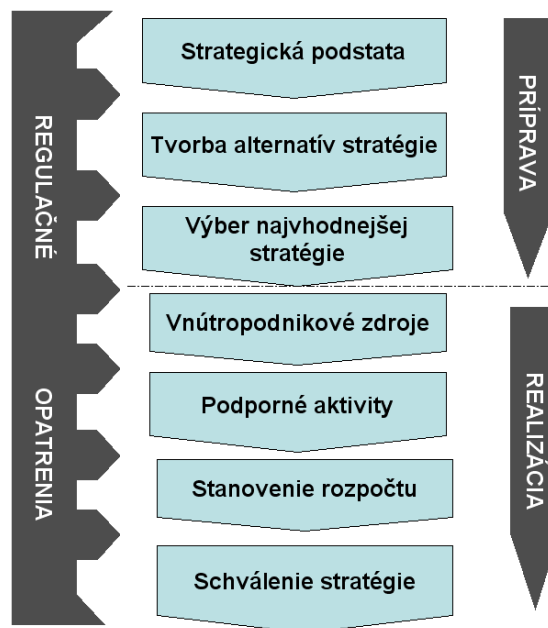 REGULAČNÉ
OPATRENIA
Strategická podstata
Tvorba alternatív stratégie
Výber najvhodnejšej
stratégie
Vnútropodnikové zdroje
Podporné aktivity
Stanovenie rozpočtu
Schválenie stratégie
PRÍPRAVA
REALIZÁCIA